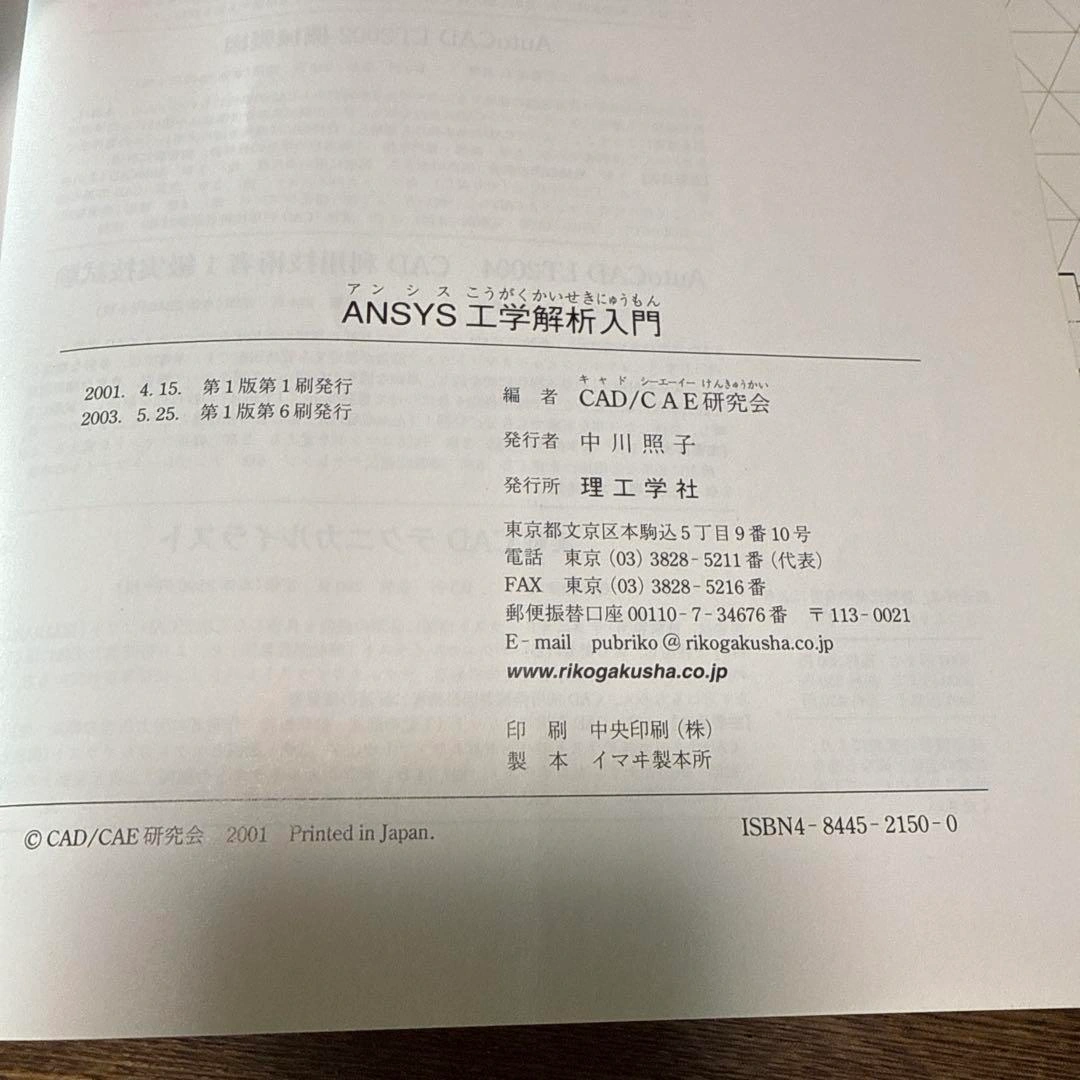 アンシス こうがくかいせきにゅうもん
ANSYS 工学解析入門
2001. 4. 15. 第1版第1刷発行
2003. 5. 25. 第1版第6刷発行
キャド シーエーイー けんきゅうかい
編者 CAD/CAE研究会
発行者 中川照子
発行所 理工学社
東京都文京区本駒込5丁目9番10号
電話 東京 (03) 3828-5211番 (代表)
FAX 東京 (03) 3828-5216番
郵便振替口座 00110-7-34676番 〒113-0021
E-mail pubriko@rikogakusha.co.jp
www.rikogakusha.co.jp
印刷 中央印刷 (株)
製本 イマヰ製本所
© CAD/CAE研究会 2001 Printed in Japan.
ISBN4-8445-2150-0